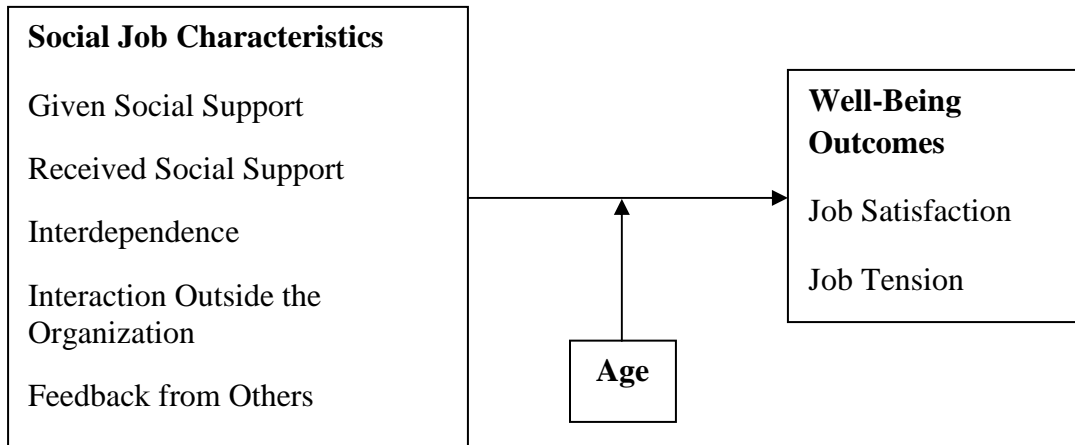 Social Job Characteristics
Given Social Support
Received Social Support
Interdependence
Interaction Outside the
Organization
Feedback from Others
Well-Being
Outcomes
Job Satisfaction
Job Tension
Age